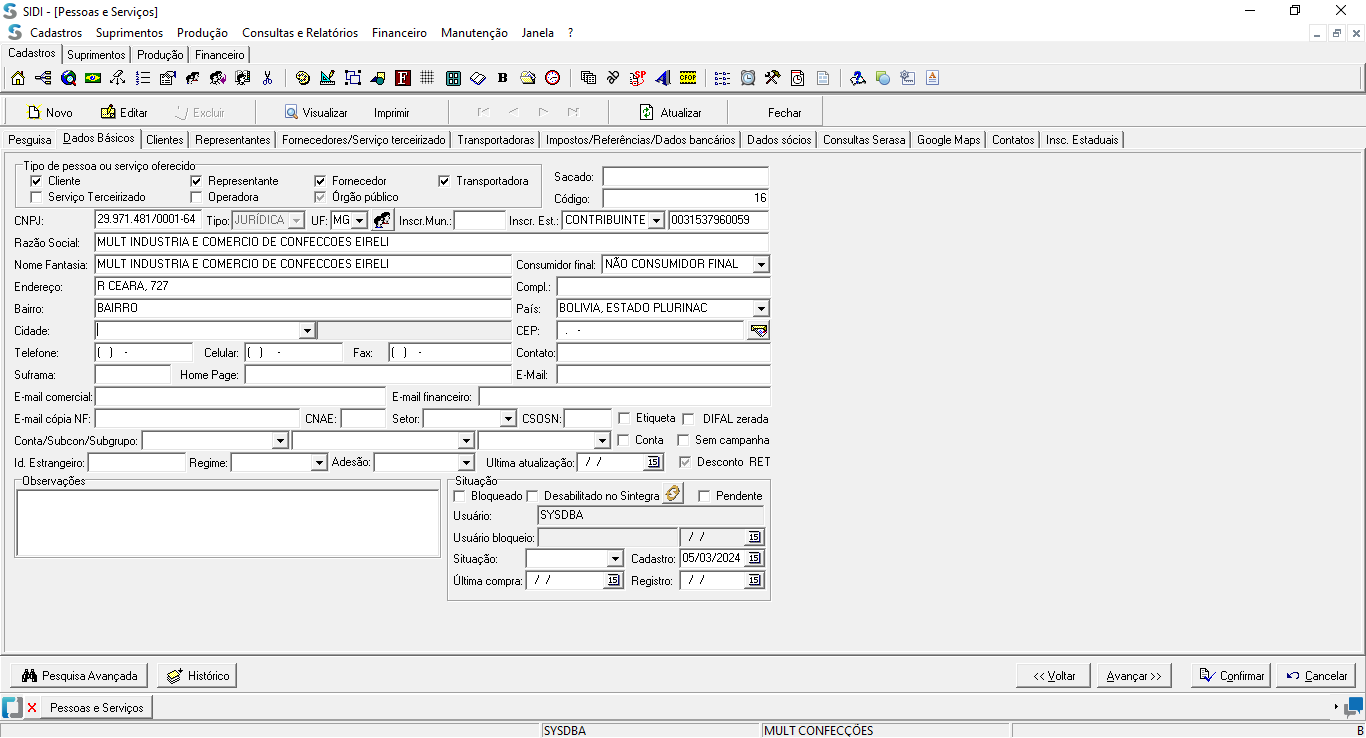 SIDI - [Pessoas e Serviços]
Cadastros Suprimentos Produção Consultas e Relatórios Financeiro Manutenção Janela ?
Cadastros Suprimentos Produção Financeiro
F B SP CFOP
Novo Editar Excluir Visualizar Imprimir Atualizar Fechar
Pesquisa Dados Básicos Clientes Representantes Fornecedores/Serviço terceirizado Transportadoras Impostos/Referências/Dados bancários Dados sócios Consultas Serasa Google Maps Contatos Insc. Estaduais
Tipo de pessoa ou serviço oferecido
Cliente Representante Fornecedor Transportadora Sacado:
Serviço Terceirizado Operadora Órgão público Código: 16
CNPJ: 29.971.481/0001-64 Tipo: JURÍDICA UF: MG Inscr.Mun.: Inscr. Est.: CONTRIBUINTE 0031537960059
Razão Social: MULT INDUSTRIA E COMERCIO DE CONFECCOES EIRELI
Nome Fantasia: MULT INDUSTRIA E COMERCIO DE CONFECCOES EIRELI Consumidor final: NÃO CONSUMIDOR FINAL
Endereço: R CEARA, 727 Compl.:
Bairro: BAIRRO País: BOLIVIA, ESTADO PLURINAC
Cidade: CEP: . -
Telefone: ( ) - Celular: ( ) - Fax: ( ) - Contato:
Suframa: Home Page: E-Mail:
E-mail comercial: E-mail financeiro:
E-mail cópia NF: CNAE: Setor: CSOSN: Etiqueta DIFAL zerada
Conta/Subcon/Subgrupo: Conta Sem campanha
Id. Estrangeiro: Regime: Adesão: Ultima atualização: / / 15 Desconto RET
Observações Situação
Bloqueado Desabilitado no Sintegra Pendente
Usuário: SYSDBA
Usuário bloqueio: / / 15
Situação: Cadastro: 05/03/2024 15
Última compra: / / 15 Registro: / / 15
Pesquisa Avançada Histórico << Voltar Avançar >> Confirmar Cancelar
Pessoas e Serviços
SYSDBA MULT CONFECÇÕES B